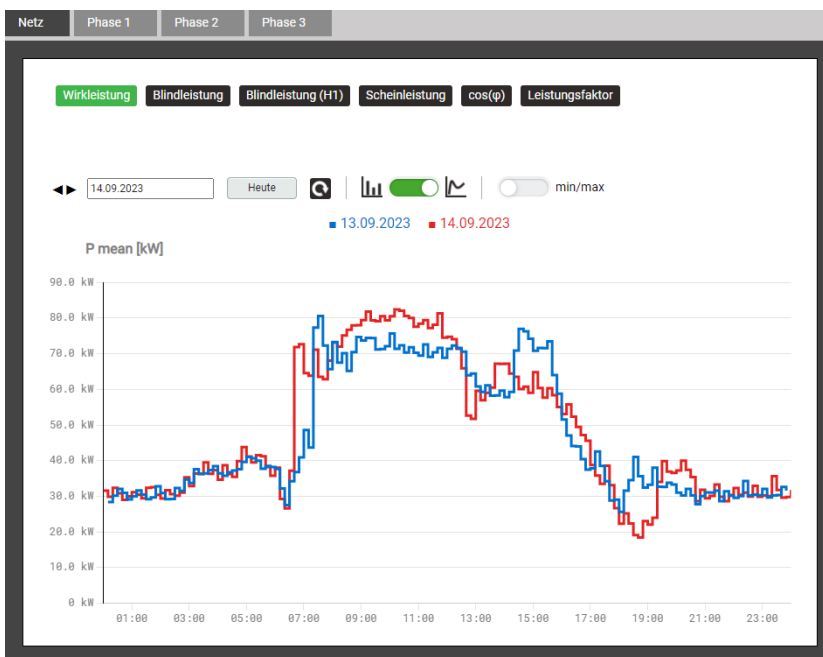 Netz Phase 1 Phase 2 Phase 3
Wirkleistung Blindleistung Blindleistung (H1) Scheinleistung cos(φ) Leistungsfaktor
14.09.2023 Heute min/max
13.09.2023 14.09.2023
P mean [kW]
90.0 kW
80.0 kW
70.0 kW
60.0 kW
50.0 kW
40.0 kW
30.0 kW
20.0 kW
10.0 kW
0 kW
01:00 03:00 05:00 07:00 09:00 11:00 13:00 15:00 17:00 19:00 21:00 23:00